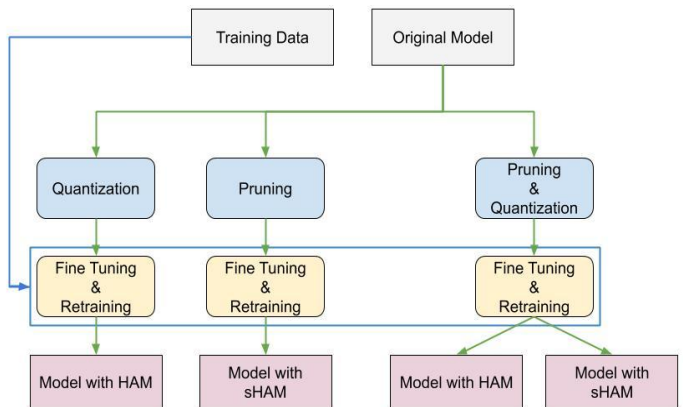 Training Data
Original Model
Quantization
Pruning
Pruning
&
Quantization
Fine Tuning
&
Retraining
Fine Tuning
&
Retraining
Fine Tuning
&
Retraining
Model with HAM
Model with
sHAM
Model with HAM
Model with
sHAM